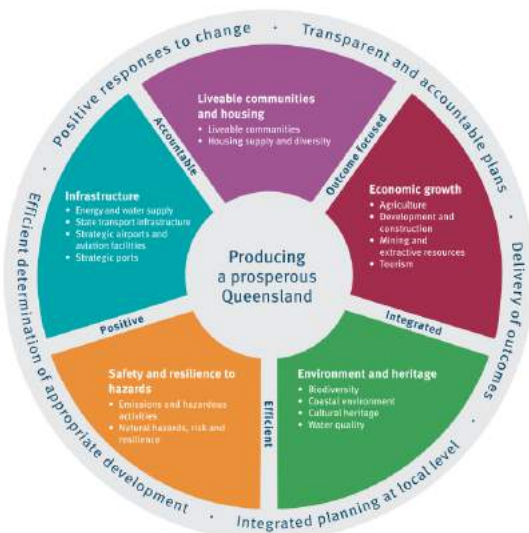 Positive responses to change
Transparent and accountable plans
Delivery of outcomes
Integrated planning at local level
Efficient determination of appropriate development
Liveable communities
and housing
• Liveable communities
• Housing supply and diversity
Outcome focused
Economic growth
• Agriculture
• Development and
construction
• Mining and
extractive resources
• Tourism
Integrated
Environment and heritage
• Biodiversity
• Coastal environment
• Cultural heritage
• Water quality
Efficient
Safety and resilience to
hazards
• Emissions and hazardous
activities
• Natural hazards, risk and
resilience
Positive
Infrastructure
• Energy and water supply
• State transport infrastructure
• Strategic airports and
aviation facilities
• Strategic ports
Accountable
Producing
a prosperous
Queensland